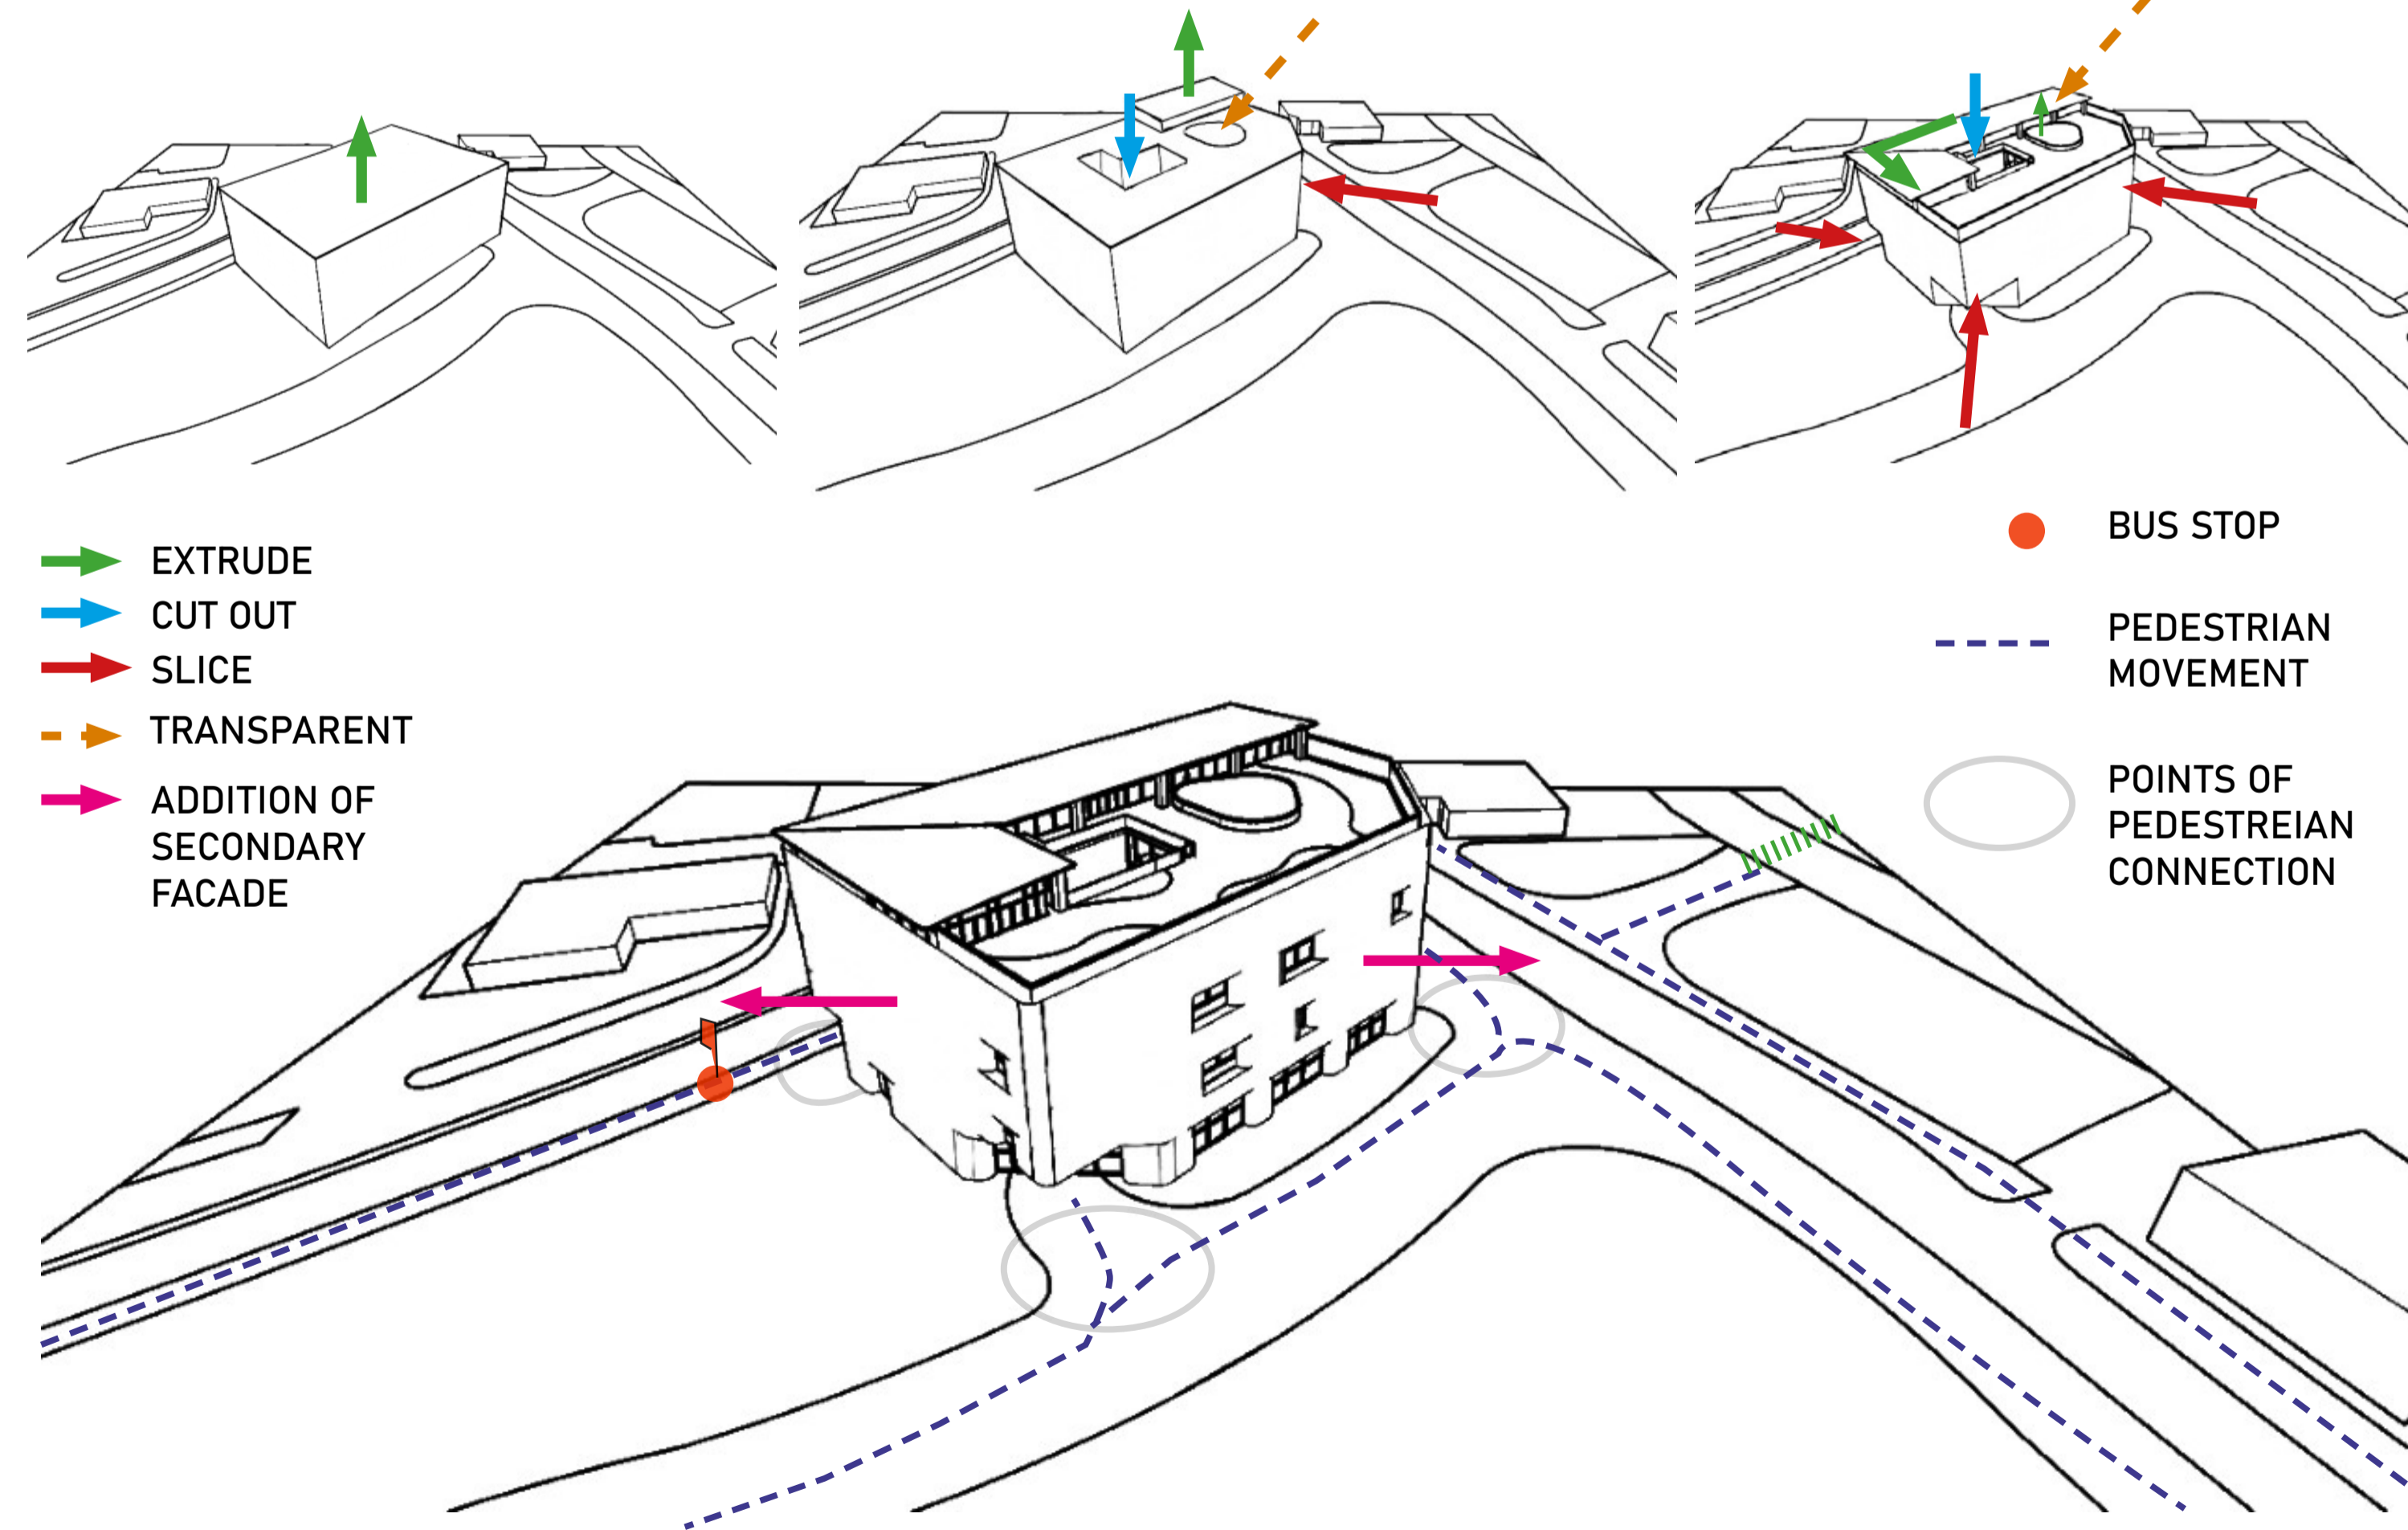 EXTRUDE
CUT OUT
SLICE
TRANSPARENT
ADDITION OF
SECONDARY
FACADE
BUS STOP
PEDESTRIAN
MOVEMENT
POINTS OF
PEDESTREIAN
CONNECTION